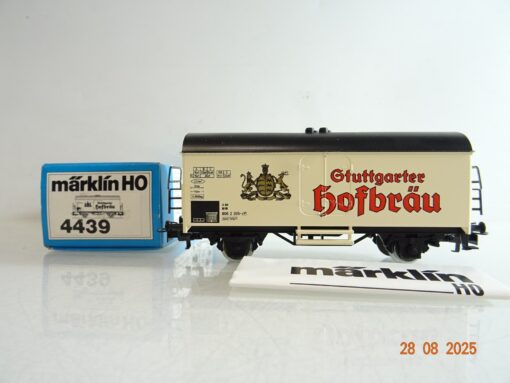 märklin HO
4439
Stuttgarter
Hofbräu
märklin
HO
28 08 2025